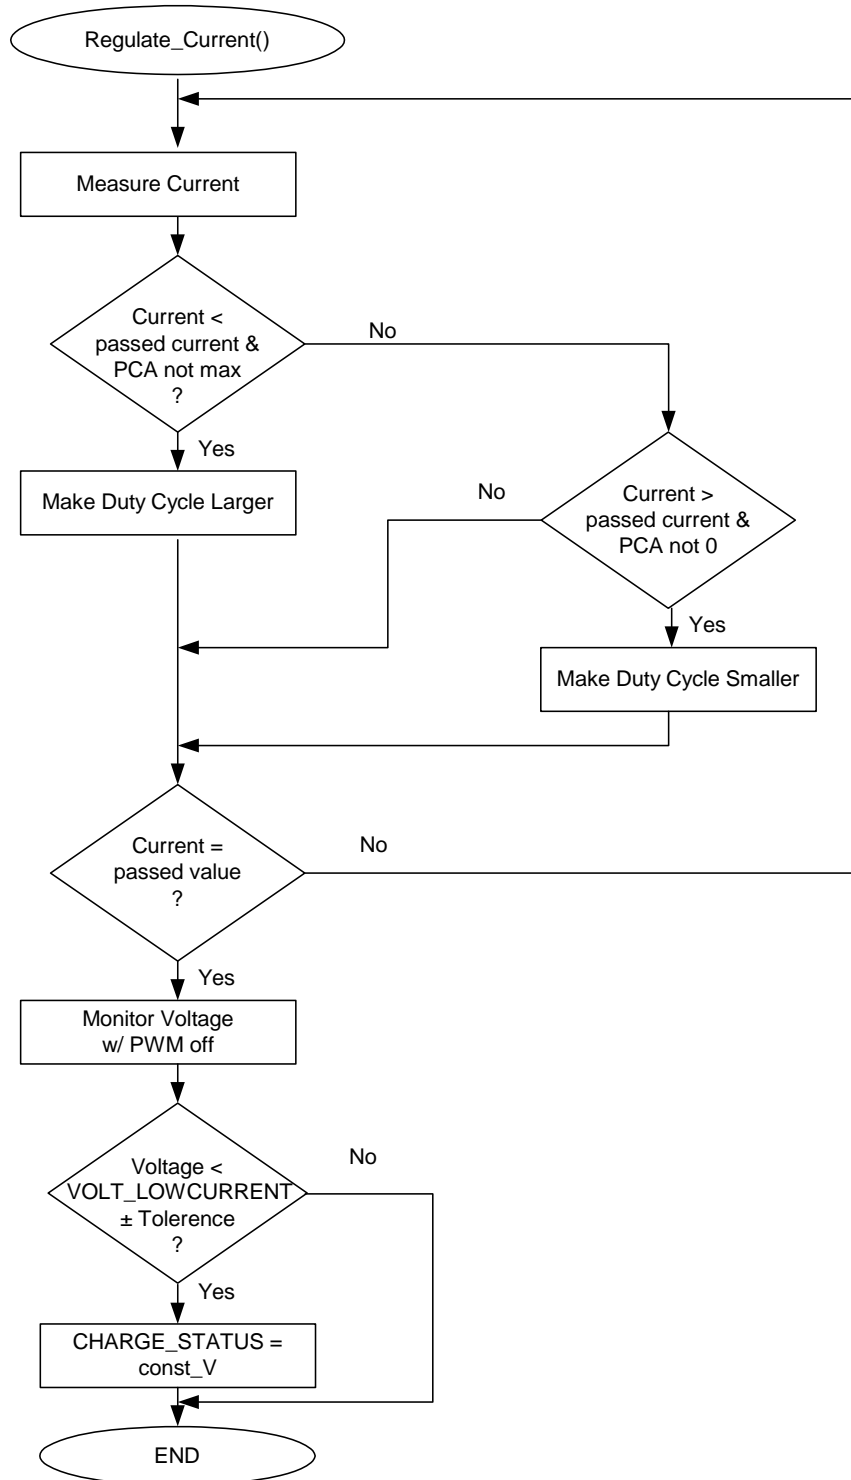 Regulate_Current()
Measure Current
Current <
passed current &
PCA not max
?
No
Yes
Make Duty Cycle Larger
No
Current >
passed current &
PCA not 0
Yes
Make Duty Cycle Smaller
Current =
passed value
?
No
Yes
Monitor Voltage
w/ PWM off
Voltage <
VOLT_LOWCURRENT
± Tolerence
?
No
Yes
CHARGE_STATUS =
const_V
END